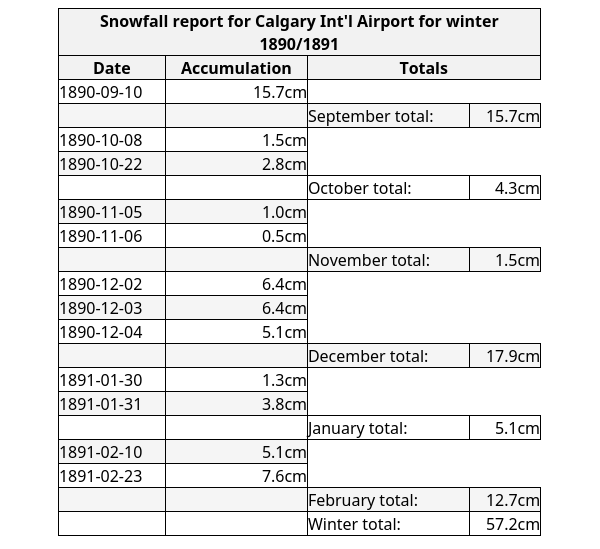 Snowfall report for Calgary Int'l Airport for winter
1890/1891
Date Accumulation Totals
1890-09-10 15.7cm
September total: 15.7cm
1890-10-08 1.5cm
1890-10-22 2.8cm
October total: 4.3cm
1890-11-05 1.0cm
1890-11-06 0.5cm
November total: 1.5cm
1890-12-02 6.4cm
1890-12-03 6.4cm
1890-12-04 5.1cm
December total: 17.9cm
1891-01-30 1.3cm
1891-01-31 3.8cm
January total: 5.1cm
1891-02-10 5.1cm
1891-02-23 7.6cm
February total: 12.7cm
Winter total: 57.2cm